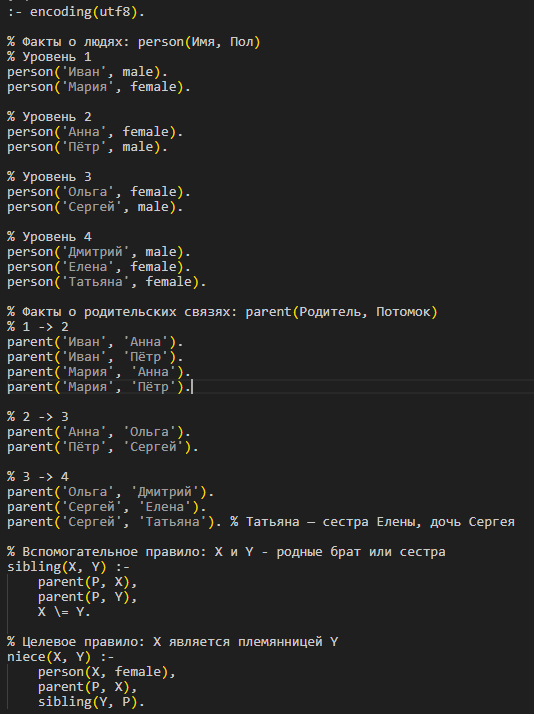 :- encoding(utf8).
% Факты о людях: person(Имя, Пол)
% Уровень 1
person('Иван', male).
person('Мария', female).
% Уровень 2
person('Анна', female).
person('Пётр', male).
% Уровень 3
person('Ольга', female).
person('Сергей', male).
% Уровень 4
person('Дмитрий', male).
person('Елена', female).
person('Татьяна', female).
% Факты о родительских связях: parent(Родитель, Потомок)
% 1 -> 2
parent('Иван', 'Анна').
parent('Иван', 'Пётр').
parent('Мария', 'Анна').
parent('Мария', 'Пётр').
% 2 -> 3
parent('Анна', 'Ольга').
parent('Пётр', 'Сергей').
% 3 -> 4
parent('Ольга', 'Дмитрий').
parent('Сергей', 'Елена').
parent('Сергей', 'Татьяна'). % Татьяна — сестра Елены, дочь Сергея
% Вспомогательное правило: X и Y - родные брат или сестра
sibling(X, Y) :-
parent(P, X),
parent(P, Y),
X \= Y.
% Целевое правило: X является племянницей Y
niece(X, Y) :-
person(X, female),
parent(P, X),
sibling(Y, P).